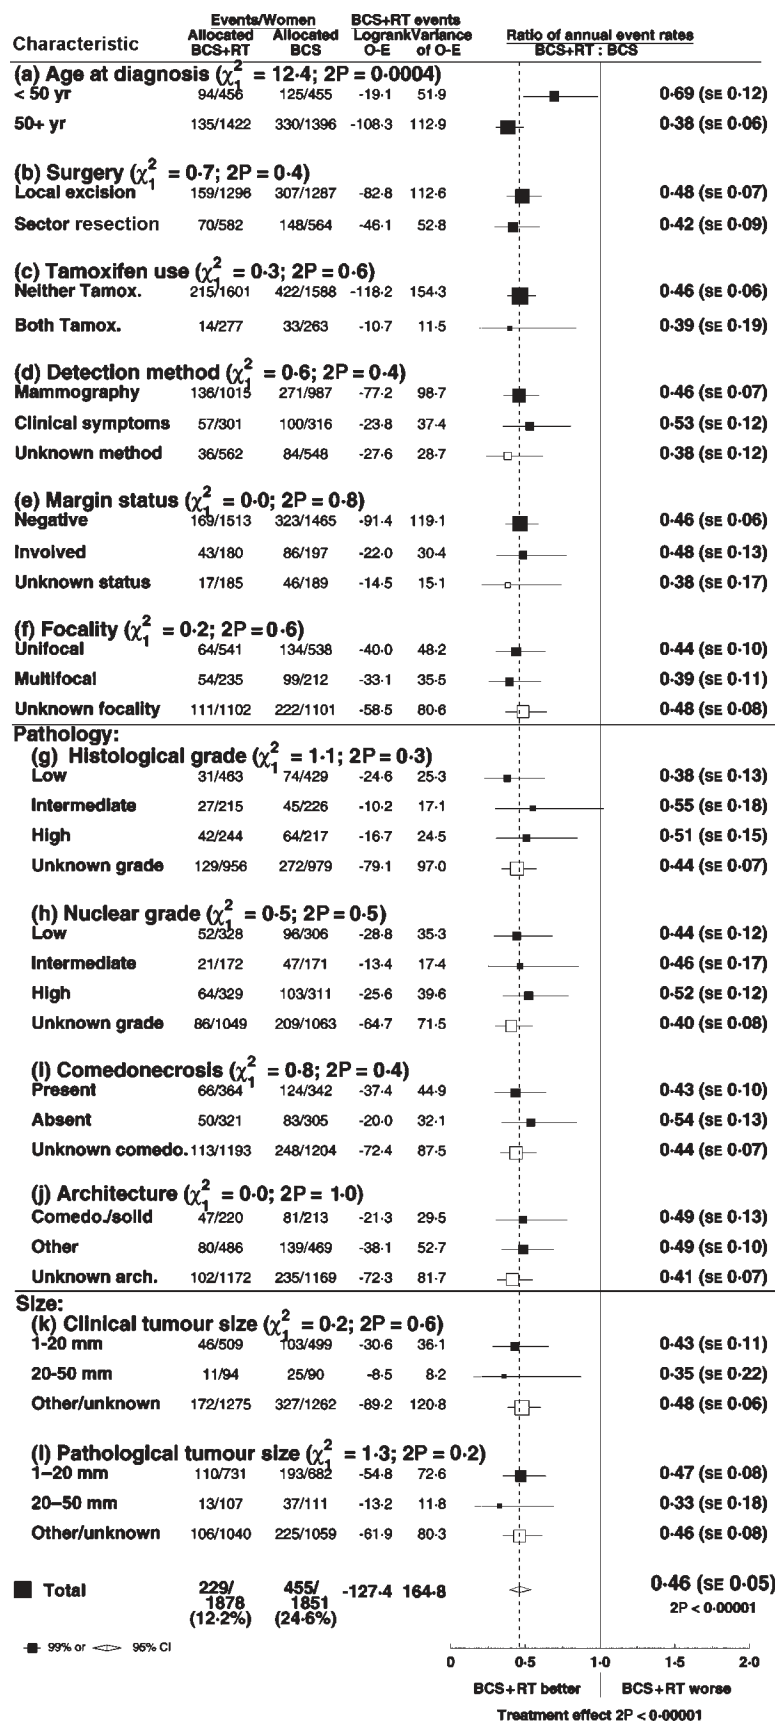 Events/Women BCS+RT events
Characteristic Allocated BCS+RT Allocated BCS Logrank O-E Variance of O-E Ratio of annual event rates BCS+RT : BCS
(a) Age at diagnosis (χ²₁ = 12·4; 2P = 0·0004)
< 50 yr 94/456 125/455 -19·1 51·9 0·69 (SE 0·12)
50+ yr 135/1422 330/1396 -108·3 112·9 0·38 (SE 0·06)
(b) Surgery (χ²₁ = 0·7; 2P = 0·4)
Local excision 159/1296 307/1287 -82·8 112·6 0·48 (SE 0·07)
Sector resection 70/582 148/564 -46·1 52·8 0·42 (SE 0·09)
(c) Tamoxifen use (χ²₁ = 0·3; 2P = 0·6)
Neither Tamox. 215/1601 422/1588 -118·2 154·3 0·46 (SE 0·06)
Both Tamox. 14/277 33/263 -10·7 11·5 0·39 (SE 0·19)
(d) Detection method (χ²₁ = 0·6; 2P = 0·4)
Mammography 136/1015 271/987 -77·2 98·7 0·46 (SE 0·07)
Clinical symptoms 57/301 100/316 -23·8 37·4 0·53 (SE 0·12)
Unknown method 36/562 84/548 -27·6 28·7 0·38 (SE 0·12)
(e) Margin status (χ²₁ = 0·0; 2P = 0·8)
Negative 169/1513 323/1465 -91·4 119·1 0·46 (SE 0·06)
Involved 43/180 86/197 -22·0 30·4 0·48 (SE 0·13)
Unknown status 17/185 46/189 -14·5 15·1 0·38 (SE 0·17)
(f) Focality (χ²₁ = 0·2; 2P = 0·6)
Unifocal 64/541 134/538 -40·0 48·2 0·44 (SE 0·10)
Multifocal 54/235 99/212 -33·1 35·5 0·39 (SE 0·11)
Unknown focality 111/1102 222/1101 -58·5 80·6 0·48 (SE 0·08)
Pathology:
(g) Histological grade (χ²₁ = 1·1; 2P = 0·3)
Low 31/463 74/429 -24·6 25·3 0·38 (SE 0·13)
Intermediate 27/215 45/226 -10·2 17·1 0·55 (SE 0·18)
High 42/244 64/217 -16·7 24·5 0·51 (SE 0·15)
Unknown grade 129/956 272/979 -79·1 97·0 0·44 (SE 0·07)
(h) Nuclear grade (χ²₁ = 0·5; 2P = 0·5)
Low 52/328 96/306 -28·8 35·3 0·44 (SE 0·12)
Intermediate 21/172 47/171 -13·4 17·4 0·46 (SE 0·17)
High 64/329 103/311 -25·6 39·6 0·52 (SE 0·12)
Unknown grade 86/1049 209/1063 -64·7 71·5 0·40 (SE 0·08)
(i) Comedonecrosis (χ²₁ = 0·8; 2P = 0·4)
Present 66/364 124/342 -37·4 44·9 0·43 (SE 0·10)
Absent 50/321 83/305 -20·0 32·1 0·54 (SE 0·13)
Unknown comedo. 113/1193 248/1204 -72·4 87·5 0·44 (SE 0·07)
(j) Architecture (χ²₁ = 0·0; 2P = 1·0)
Comedo./solid 47/220 81/213 -21·3 29·5 0·49 (SE 0·13)
Other 80/486 139/469 -38·1 52·7 0·49 (SE 0·10)
Unknown arch. 102/1172 235/1169 -72·3 81·7 0·41 (SE 0·07)
Size:
(k) Clinical tumour size (χ²₁ = 0·2; 2P = 0·6)
1-20 mm 46/509 103/499 -30·6 36·1 0·43 (SE 0·11)
20-50 mm 11/94 25/90 -8·5 8·2 0·35 (SE 0·22)
Other/unknown 172/1275 327/1262 -89·2 120·8 0·48 (SE 0·06)
(l) Pathological tumour size (χ²₁ = 1·3; 2P = 0·2)
1–20 mm 110/731 193/682 -54·8 72·6 0·47 (SE 0·08)
20–50 mm 13/107 37/111 -13·2 11·8 0·33 (SE 0·18)
Other/unknown 106/1040 225/1059 -61·9 80·3 0·46 (SE 0·08)
Total 229/1878 (12·2%) 455/1851 (24·6%) -127·4 164·8 0·46 (SE 0·05)
2P < 0·00001
99% or 95% CI
0 0·5 1·0 1·5 2·0
BCS+RT better BCS+RT worse
Treatment effect 2P < 0·00001